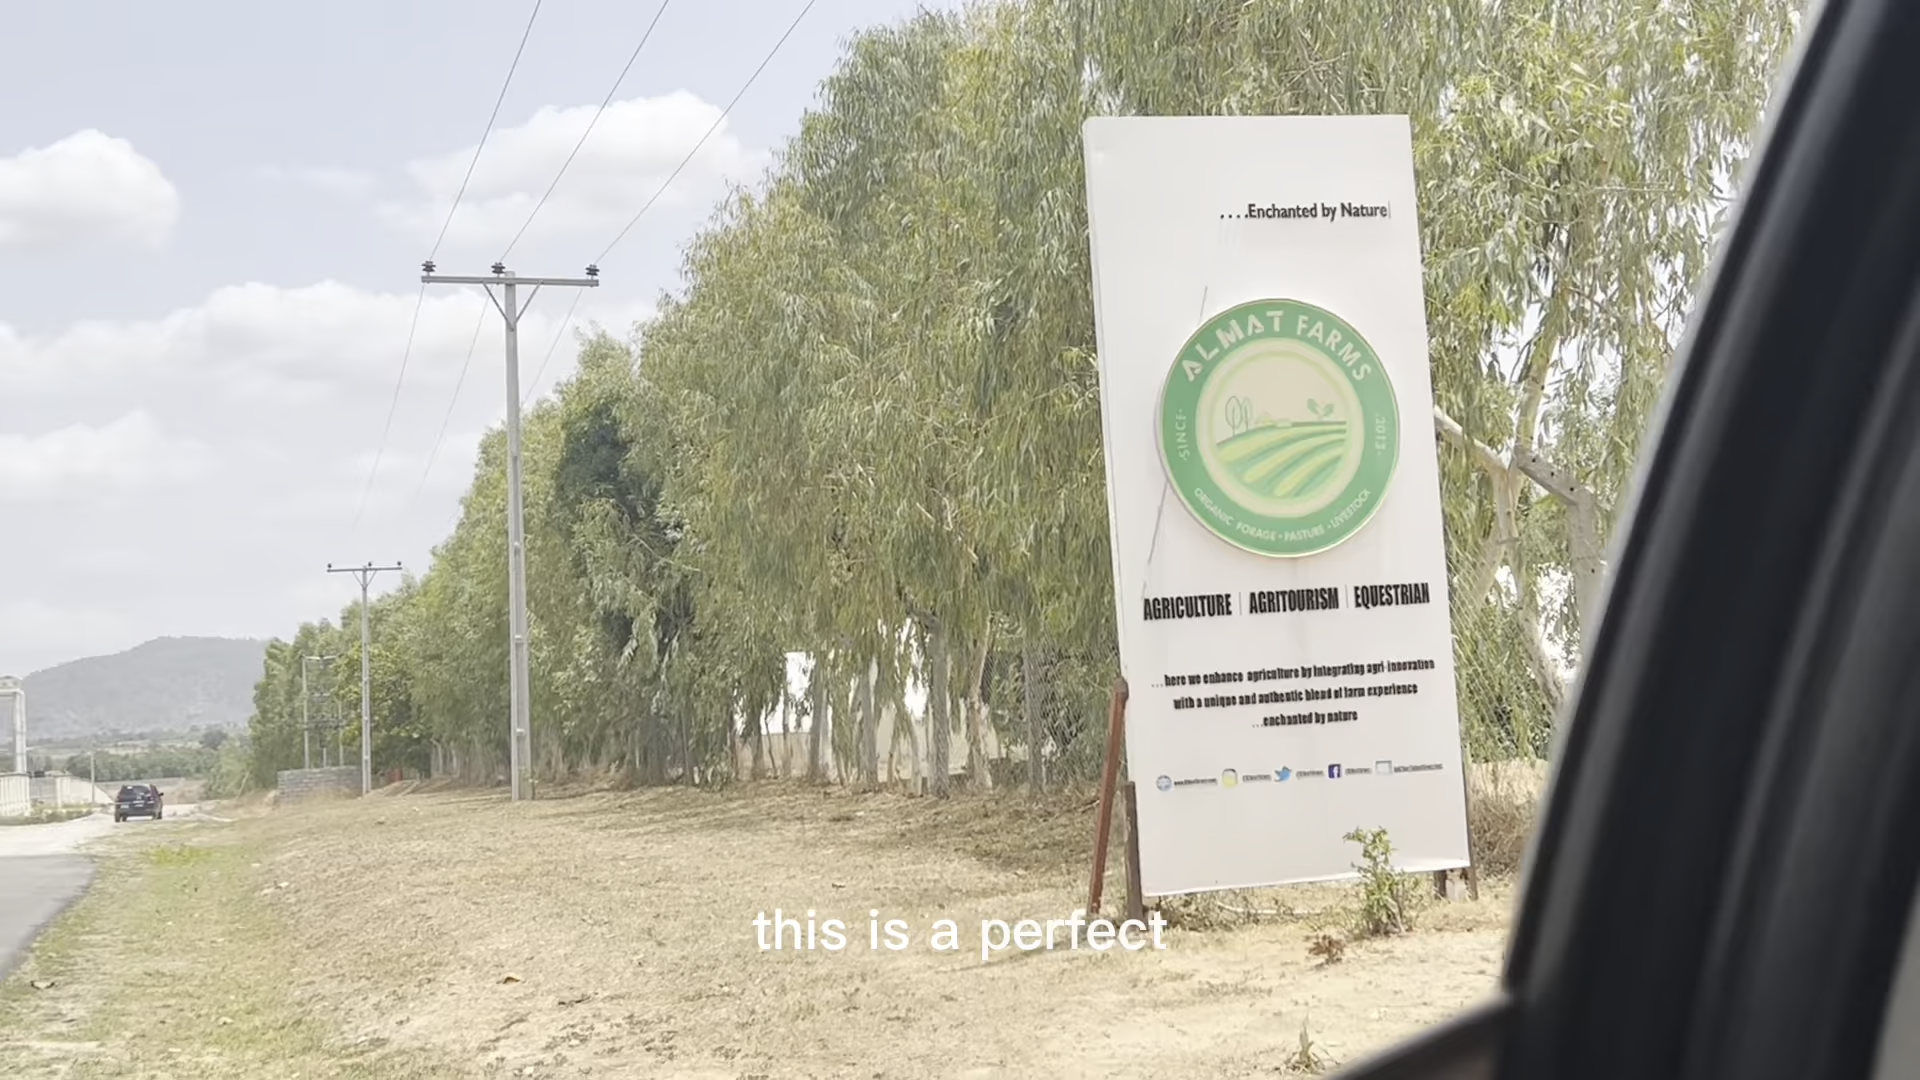 ....Enchanted by Nature
ALMAT FARMS
·SINCE·
·2013·
ORGANIC FORAGE · PASTURE · LIVESTOCK
AGRICULTURE | AGRITOURISM | EQUESTRIAN
...here we enhance agriculture by integrating agri-innovation
with a unique and authentic blend of farm experience
...enchanted by nature
this is a perfect